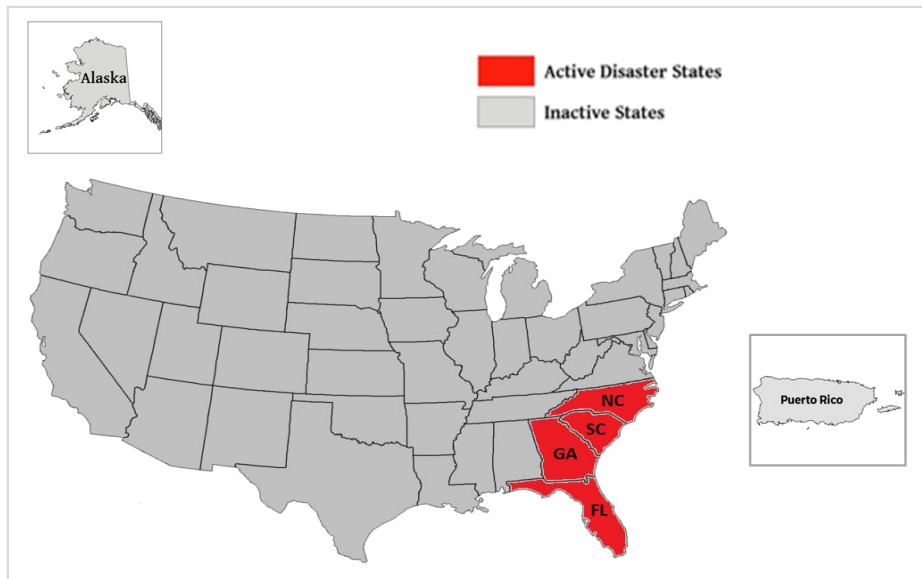 Alaska
Active Disaster States
Inactive States
NC
SC
GA
FL
Puerto Rico